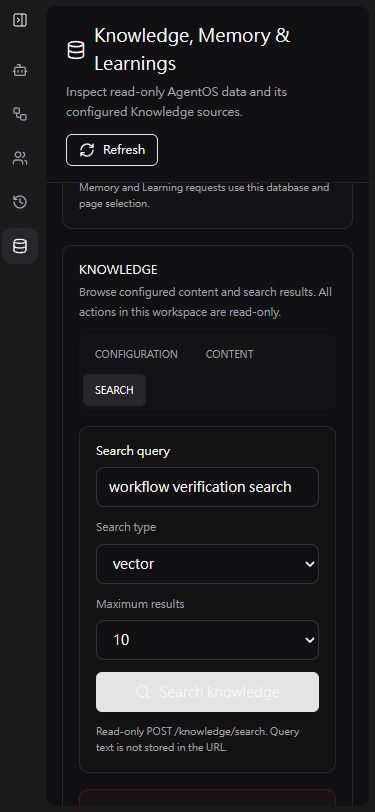 Knowledge, Memory &
Learnings
Inspect read-only AgentOS data and its
configured Knowledge sources.
Refresh
Memory and Learning requests use this database and
page selection.
KNOWLEDGE
Browse configured content and search results. All
actions in this workspace are read-only.
CONFIGURATION CONTENT
SEARCH
Search query
workflow verification search
Search type
vector
Maximum results
10
Search knowledge
Read-only POST /knowledge/search. Query
text is not stored in the URL.